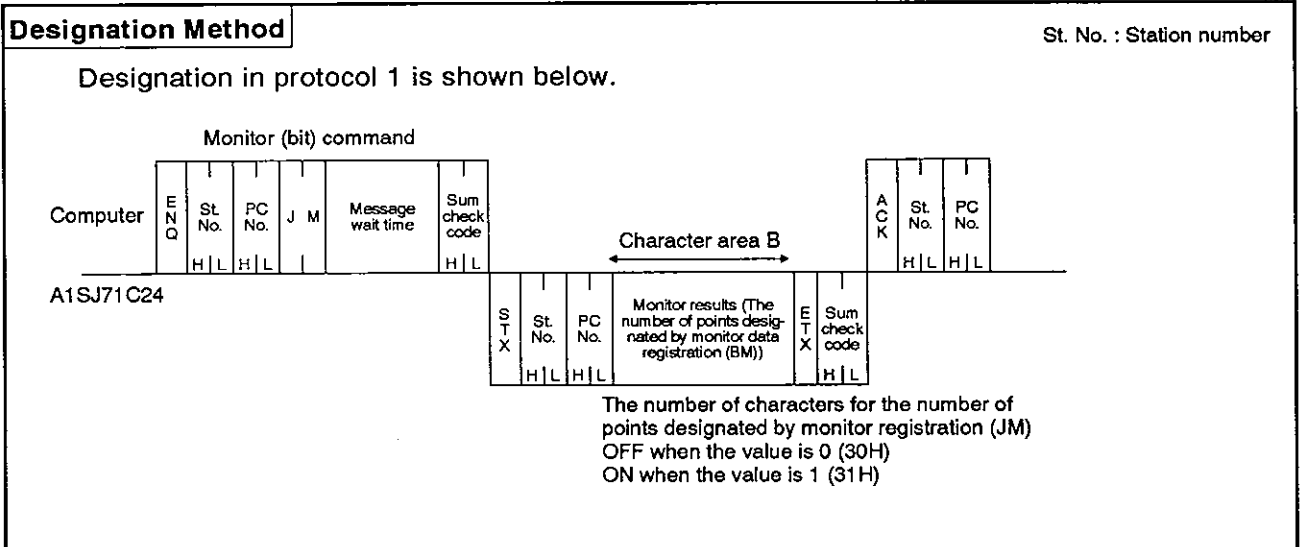 Designation Method
St. No. : Station number
Designation in protocol 1 is shown below.
Monitor (bit) command
Computer
ENQ
St. No.
H L
PC No.
H L
J M
Message wait time
Sum check code
H L
A1SJ71C24
STX
St. No.
H L
PC No.
H L
Character area B
Monitor results (The number of points desig-nated by monitor data registration (BM))
ETX
Sum check code
H L
ACK
St. No.
H L
PC No.
H L
The number of characters for the number of
points designated by monitor registration (JM)
OFF when the value is 0 (30H)
ON when the value is 1 (31H)